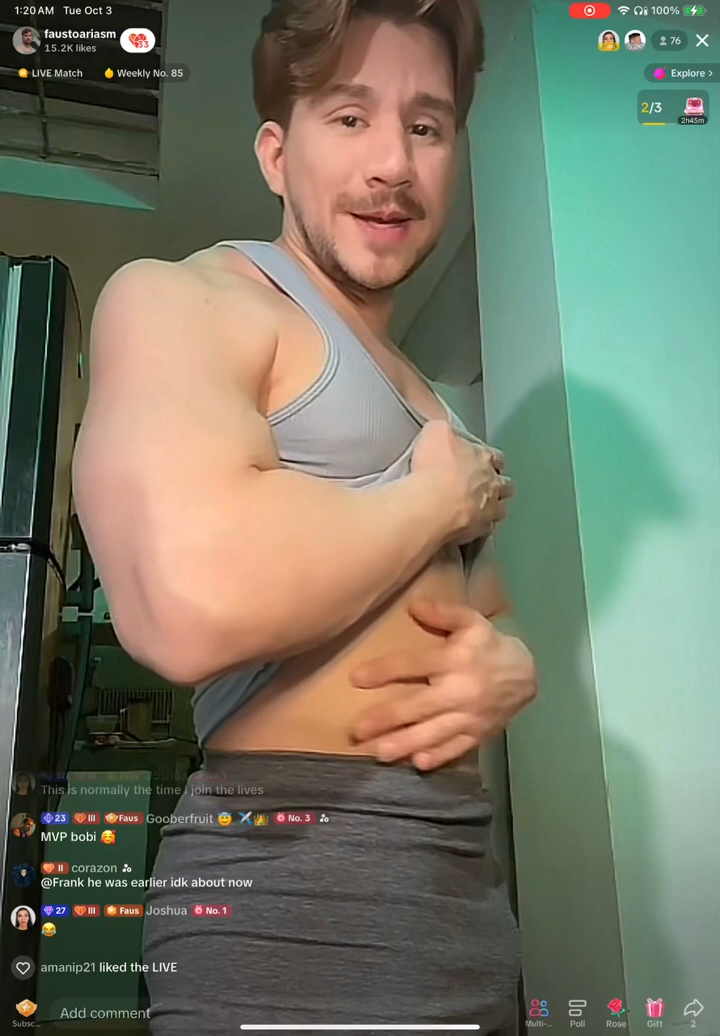 1:20 AM Tue Oct 3
100%
faustoariasm
15.2K likes
33
76
LIVE Match
Weekly No. 85
Explore >
2/3
2h45m
This is normally the time i join the lives
23 III Faus Gooberfruit No. 3
MVP bobi
II corazon
@Frank he was earlier idk about now
27 III Faus Joshua No. 1
amanip21 liked the LIVE
Subsc...
Add comment
Multi-...
Poll
Rose
Gift
2